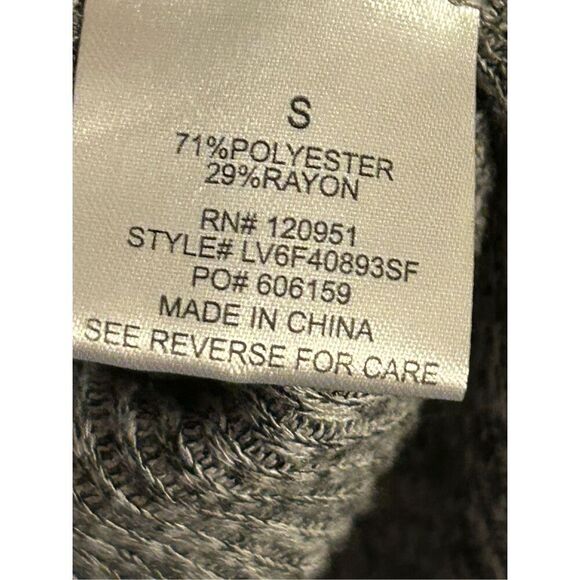 S
71%POLYESTER
29%RAYON
RN# 120951
STYLE# LV6F40893SF
PO# 606159
MADE IN CHINA
SEE REVERSE FOR CARE